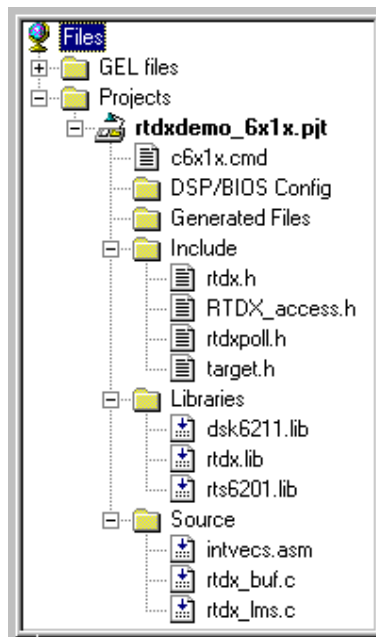 Files
GEL files
Projects
rtdxdemo_6x1x.pjt
c6x1x.cmd
DSP/BIOS Config
Generated Files
Include
rtdx.h
RTDX_access.h
rtdxpoll.h
target.h
Libraries
dsk6211.lib
rtdx.lib
rts6201.lib
Source
intvecs.asm
rtdx_buf.c
rtdx_lms.c